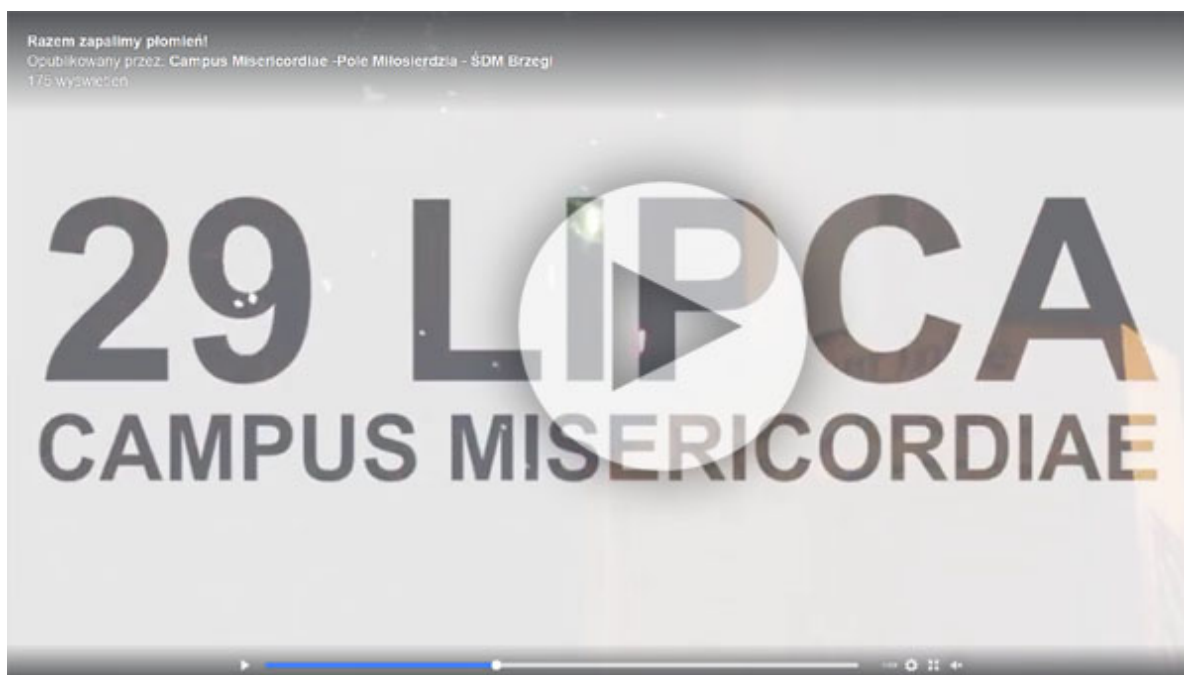 Razem zapalimy płomień!
Opublikowany przez: Campus Misericordiae -Pole Miłosierdzia - ŚDM Brzegi
175 wyświetleń
29 LIPCA
CAMPUS MISERICORDIAE